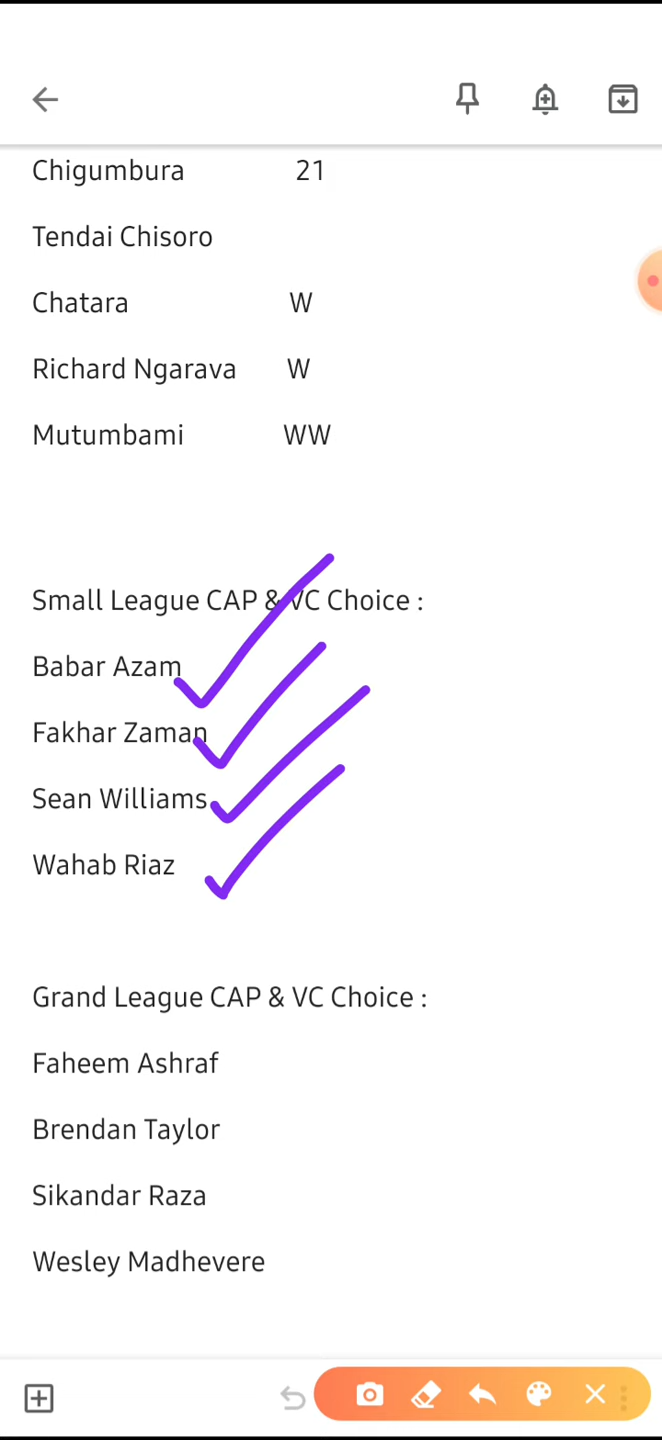 Chigumbura 21
Tendai Chisoro
Chatara W
Richard Ngarava W
Mutumbami WW
Small League CAP & VC Choice :
Babar Azam
Fakhar Zaman
Sean Williams
Wahab Riaz
Grand League CAP & VC Choice :
Faheem Ashraf
Brendan Taylor
Sikandar Raza
Wesley Madhevere